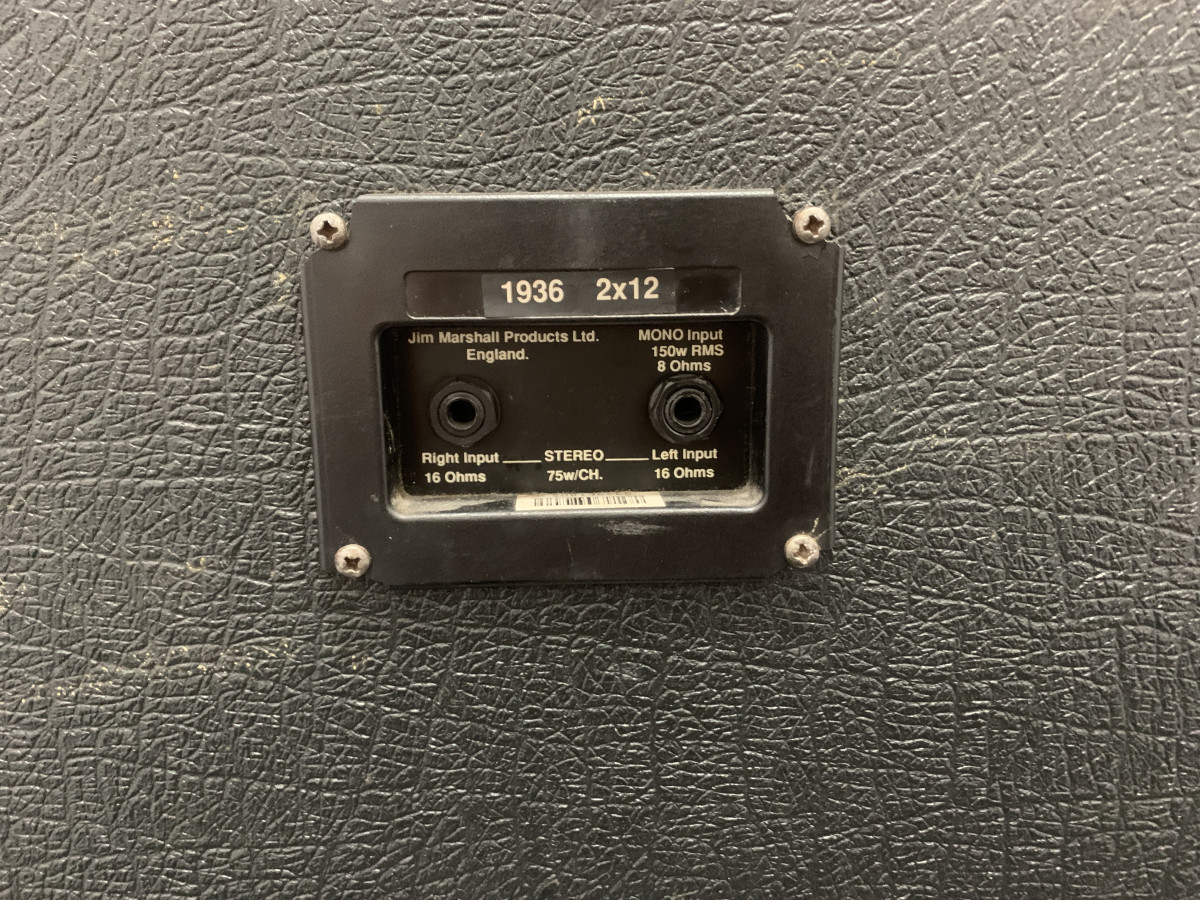 1936 2x12
Jim Marshall Products Ltd.
England.
MONO Input
150w RMS
8 Ohms
Right Input STEREO Left Input
16 Ohms 75w/CH. 16 Ohms